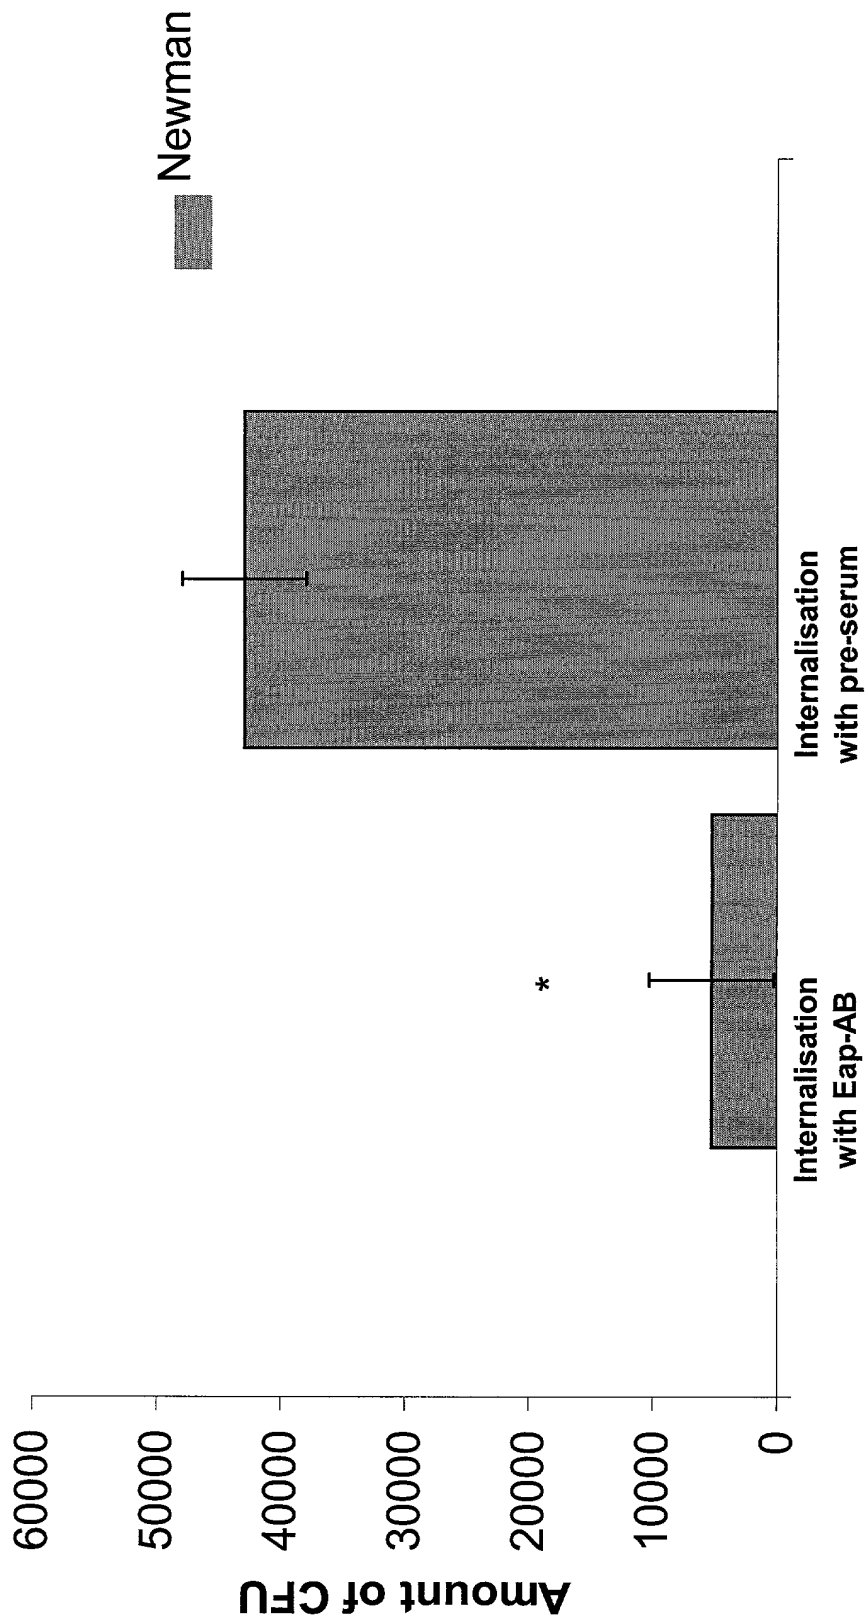 Newman
60000
50000
40000
30000
20000
10000
0
Amount of CFU
*
Internalisation
with Eap-AB
Internalisation
with pre-serum